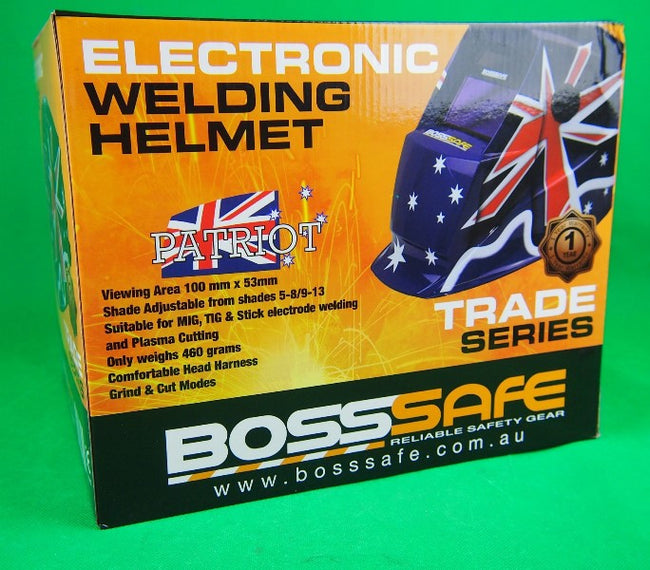 ELECTRONIC
WELDING
HELMET
BOSSSAFE
PATRIOT
1
YEAR
Viewing Area 100 mm x 53mm
Shade Adjustable from shades 5-8/9-13
Suitable for MIG, TIG & Stick electrode welding
and Plasma Cutting
Only weighs 460 grams
Comfortable Head Harness
Grind & Cut Modes
TRADE
SERIES
BOSSSAFE
RELIABLE SAFETY GEAR
www.bosssafe.com.au